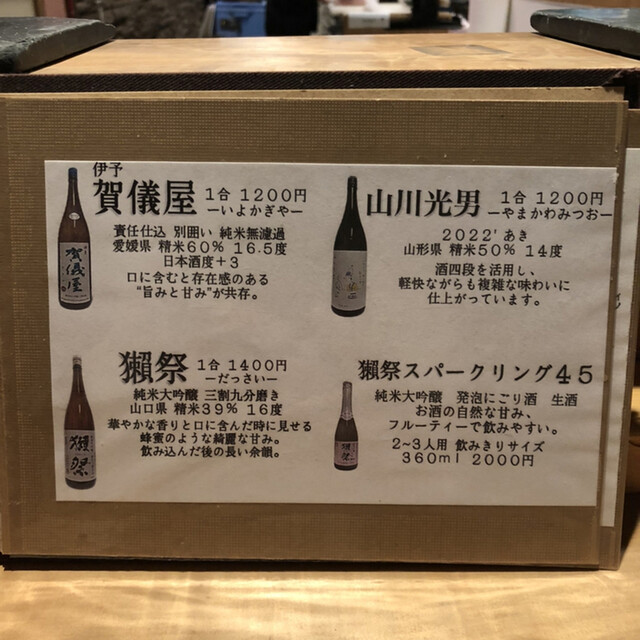 伊予
賀儀屋 1合 1200円
ーいよかぎやー
責任仕込 別囲い 純米無濾過
愛媛県 精米60% 16.5度
日本酒度+3
口に含むと存在感のある
“旨みと甘み”が共存。
賀儀屋
山川光男 1合 1200円
ーやまかわみつおー
2022' あき
山形県 精米50% 14度
酒四段を活用し、
軽快ながらも複雑な味わいに
仕上がっています。
獺祭 1合 1400円
ーだっさいー
純米大吟醸 三割九分磨き
山口県 精米39% 16度
華やかな香りと口に含んだ時に見せる
蜂蜜のような綺麗な甘み。
飲み込んだ後の長い余韻。
獺祭
獺祭スパークリング45
純米大吟醸 発泡にごり酒 生酒
お酒の自然な甘み、
フルーティーで飲みやすい。
2~3人用 飲みきりサイズ
360ml 2000円
獺祭